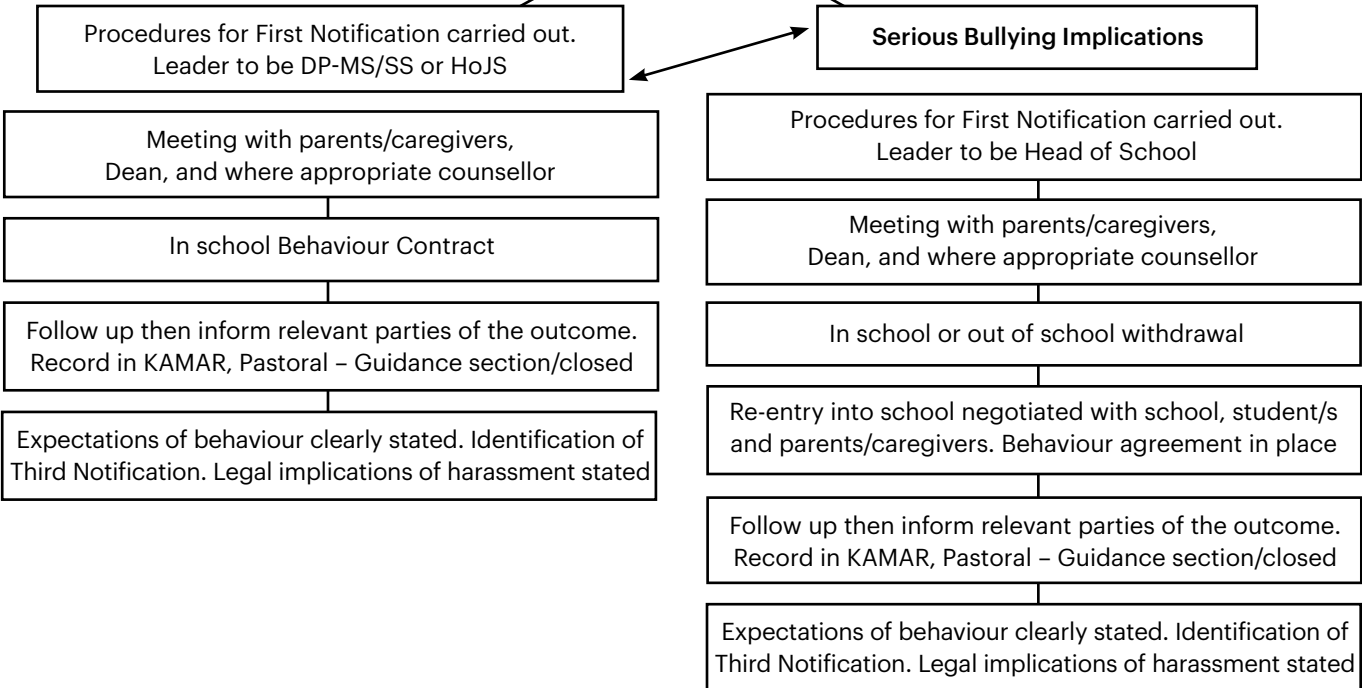 Procedures for First Notification carried out.
Leader to be DP-MS/SS or HoJS
Meeting with parents/caregivers,
Dean, and where appropriate counsellor
In school Behaviour Contract
Follow up then inform relevant parties of the outcome.
Record in KAMAR, Pastoral – Guidance section/closed
Expectations of behaviour clearly stated. Identification of
Third Notification. Legal implications of harassment stated
Serious Bullying Implications
Procedures for First Notification carried out.
Leader to be Head of School
Meeting with parents/caregivers,
Dean, and where appropriate counsellor
In school or out of school withdrawal
Re-entry into school negotiated with school, student/s
and parents/caregivers. Behaviour agreement in place
Follow up then inform relevant parties of the outcome.
Record in KAMAR, Pastoral – Guidance section/closed
Expectations of behaviour clearly stated. Identification of
Third Notification. Legal implications of harassment stated